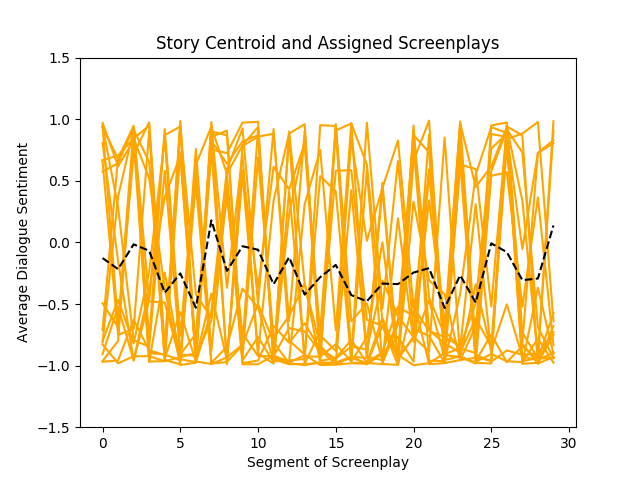 Story Centroid and Assigned Screenplays
1.5
1.0
0.5
0.0
−0.5
−1.0
−1.5
Average Dialogue Sentiment
0 5 10 15 20 25 30
Segment of Screenplay